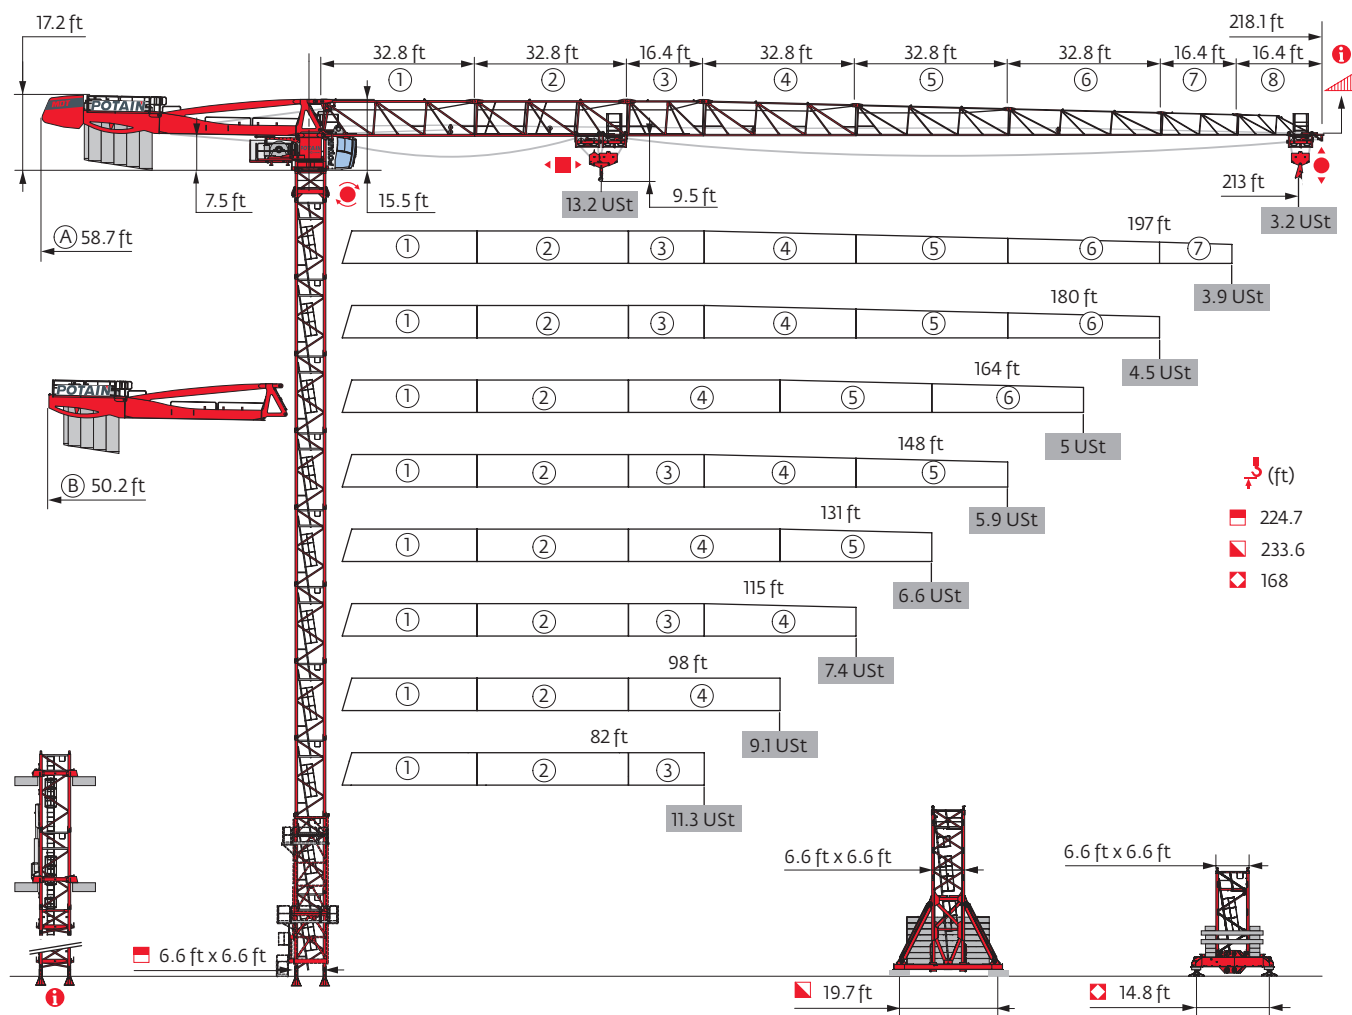 17.2 ft
218.1 ft
32.8 ft 32.8 ft 16.4 ft 32.8 ft 32.8 ft 32.8 ft 16.4 ft 16.4 ft
1 2 3 4 5 6 7 8
i
POTAIN
7.5 ft
15.5 ft
9.5 ft
213 ft
13.2 USt
3.2 USt
A 58.7 ft
197 ft
1 2 3 4 5 6 7
3.9 USt
180 ft
1 2 3 4 5 6
4.5 USt
164 ft
1 2 4 5 6
5 USt
POTAIN
B 50.2 ft
148 ft
1 2 3 4 5
5.9 USt
(ft)
224.7
233.6
168
131 ft
1 2 4 5
6.6 USt
115 ft
1 2 3 4
7.4 USt
98 ft
1 2 4
9.1 USt
82 ft
1 2 3
11.3 USt
6.6 ft x 6.6 ft
6.6 ft x 6.6 ft
6.6 ft x 6.6 ft
i
19.7 ft
14.8 ft